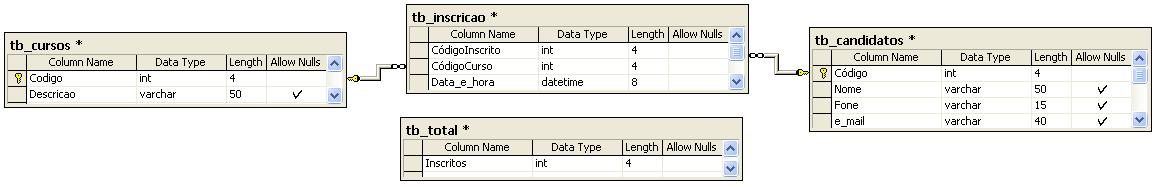 tb_cursos *
Column Name Data Type Length Allow Nulls
Codigo int 4
Descricao varchar 50
tb_inscricao *
Column Name Data Type Length Allow Nulls
CódigoInscrito int 4
CódigoCurso int 4
Data_e_hora datetime 8
tb_total *
Column Name Data Type Length Allow Nulls
Inscritos int 4
tb_candidatos *
Column Name Data Type Length Allow Nulls
Código int 4
Nome varchar 50
Fone varchar 15
e_mail varchar 40